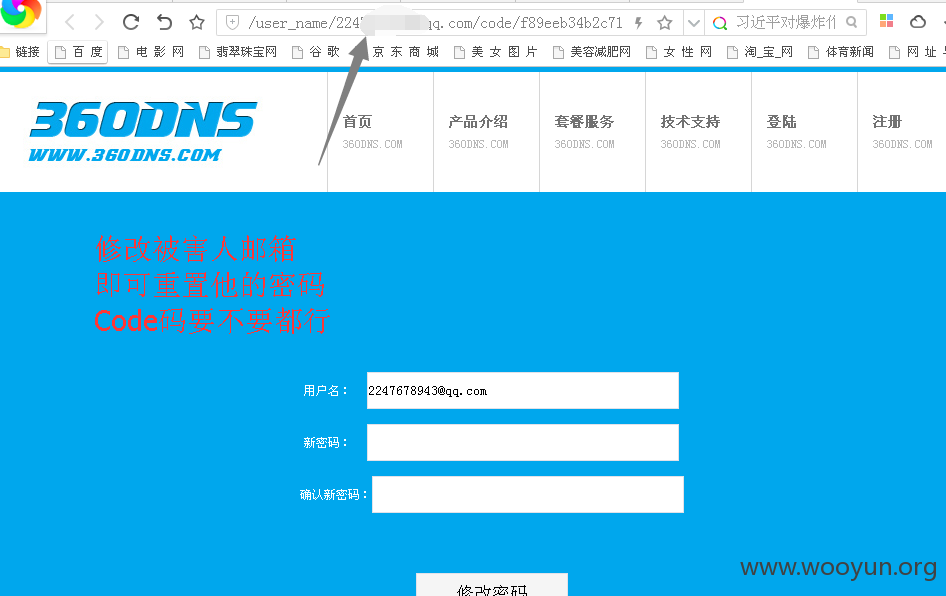 /user_name/224 qq.com/code/f89eeb34b2c71
习近平对爆炸作
链接 百 度 电 影 网 翡翠珠宝网 谷 歌 京 东 商 城 美 女 图 片 美容减肥网 女 性 网 淘_宝_网 体育新闻 网 址
360DNS
WWW.360DNS.COM
首页 产品介绍 套餐服务 技术支持 登陆 注册
360DNS.COM 360DNS.COM 360DNS.COM 360DNS.COM 360DNS.COM 360DNS.COM
修改被害人邮箱
即可重置他的密码
Code码要不要都行
用户名： 2247678943@qq.com
新密码：
确认新密码：
修改密码
www.wooyun.org